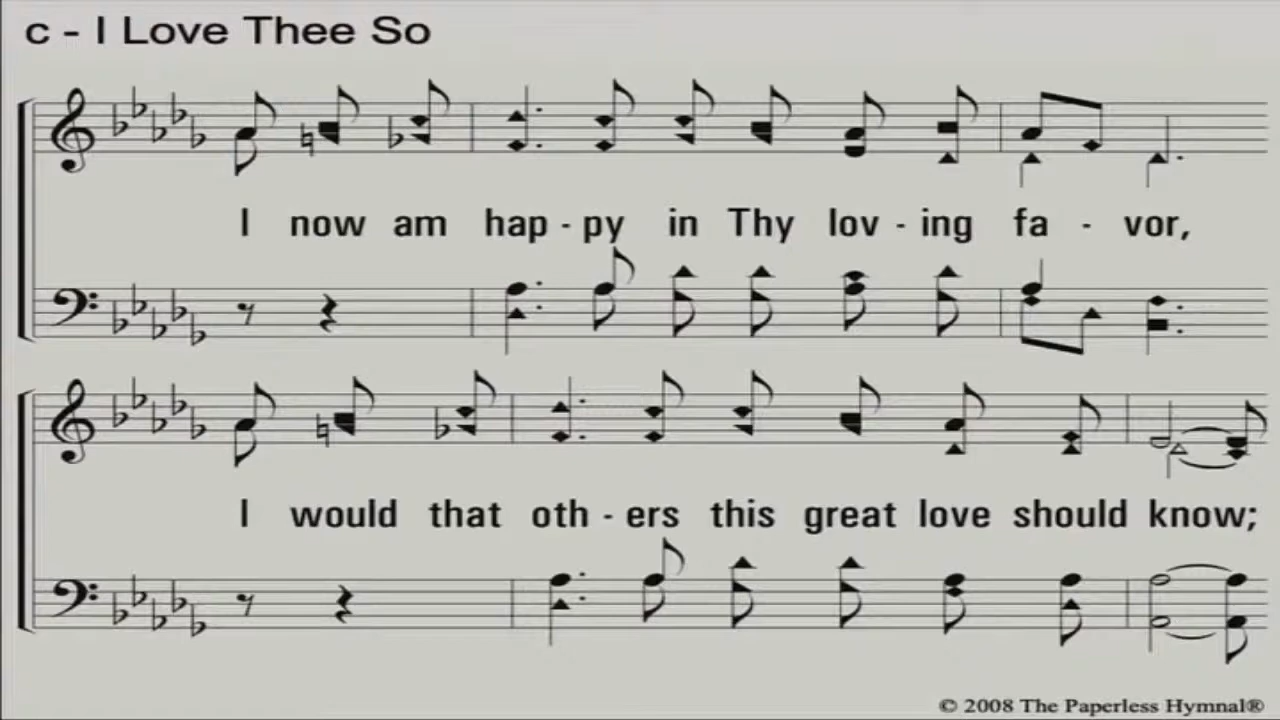 c - I Love Thee So
I now am hap - py in Thy lov - ing fa - vor,
I would that oth - ers this great love should know;
© 2008 The Paperless Hymnal®